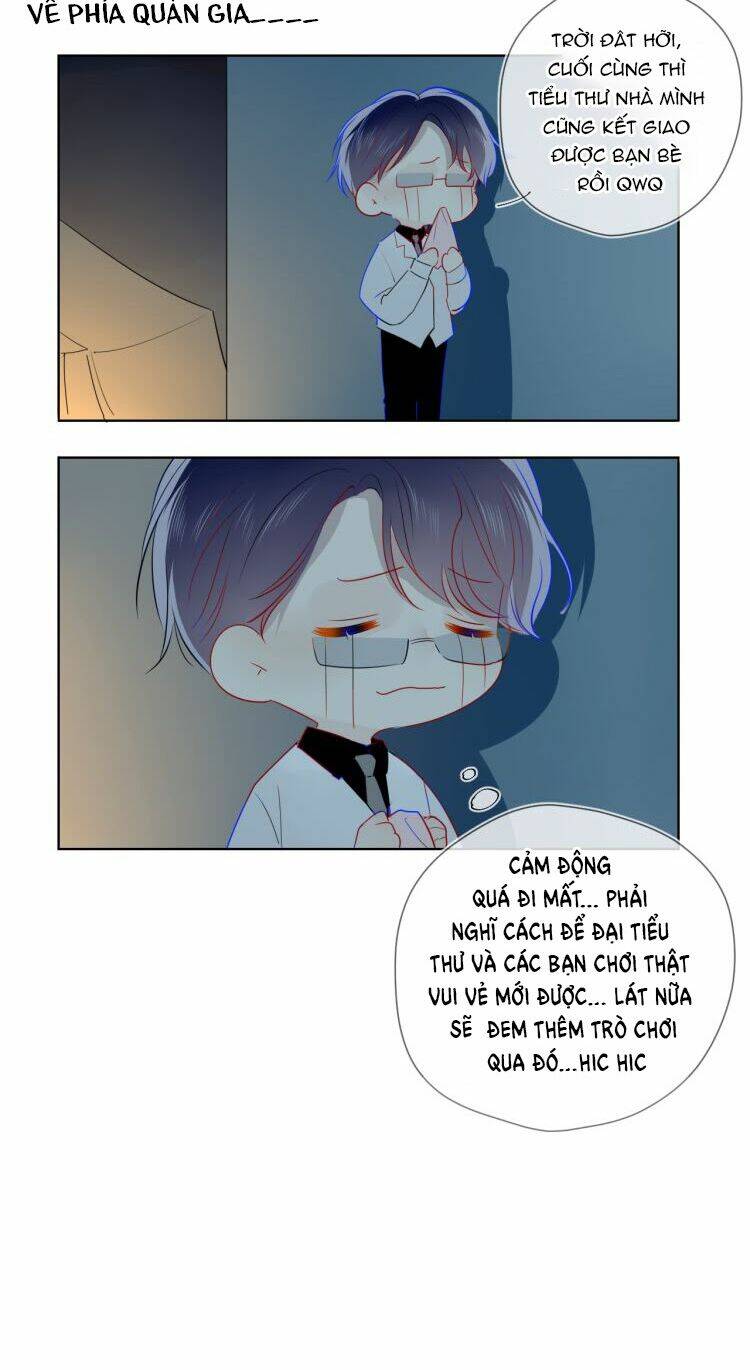 VỀ PHÍA QUẢN GIA____
TRỜI ĐẤT HỠI,
CUỐI CÙNG THÌ
TIỂU THƯ NHÀ MÌNH
CŨNG KẾT GIAO
ĐƯỢC BẠN BÈ
RỒI QWQ
CẢM ĐỘNG
QUÁ ĐI MẤT... PHẢI
NGHĨ CÁCH ĐỂ ĐẠI TIỂU
THƯ VÀ CÁC BẠN CHƠI THẬT
VUI VẺ MỚI ĐƯỢC... LÁT NỮA
SẼ ĐEM THÊM TRÒ CHƠI
QUA ĐÓ...HIC HIC